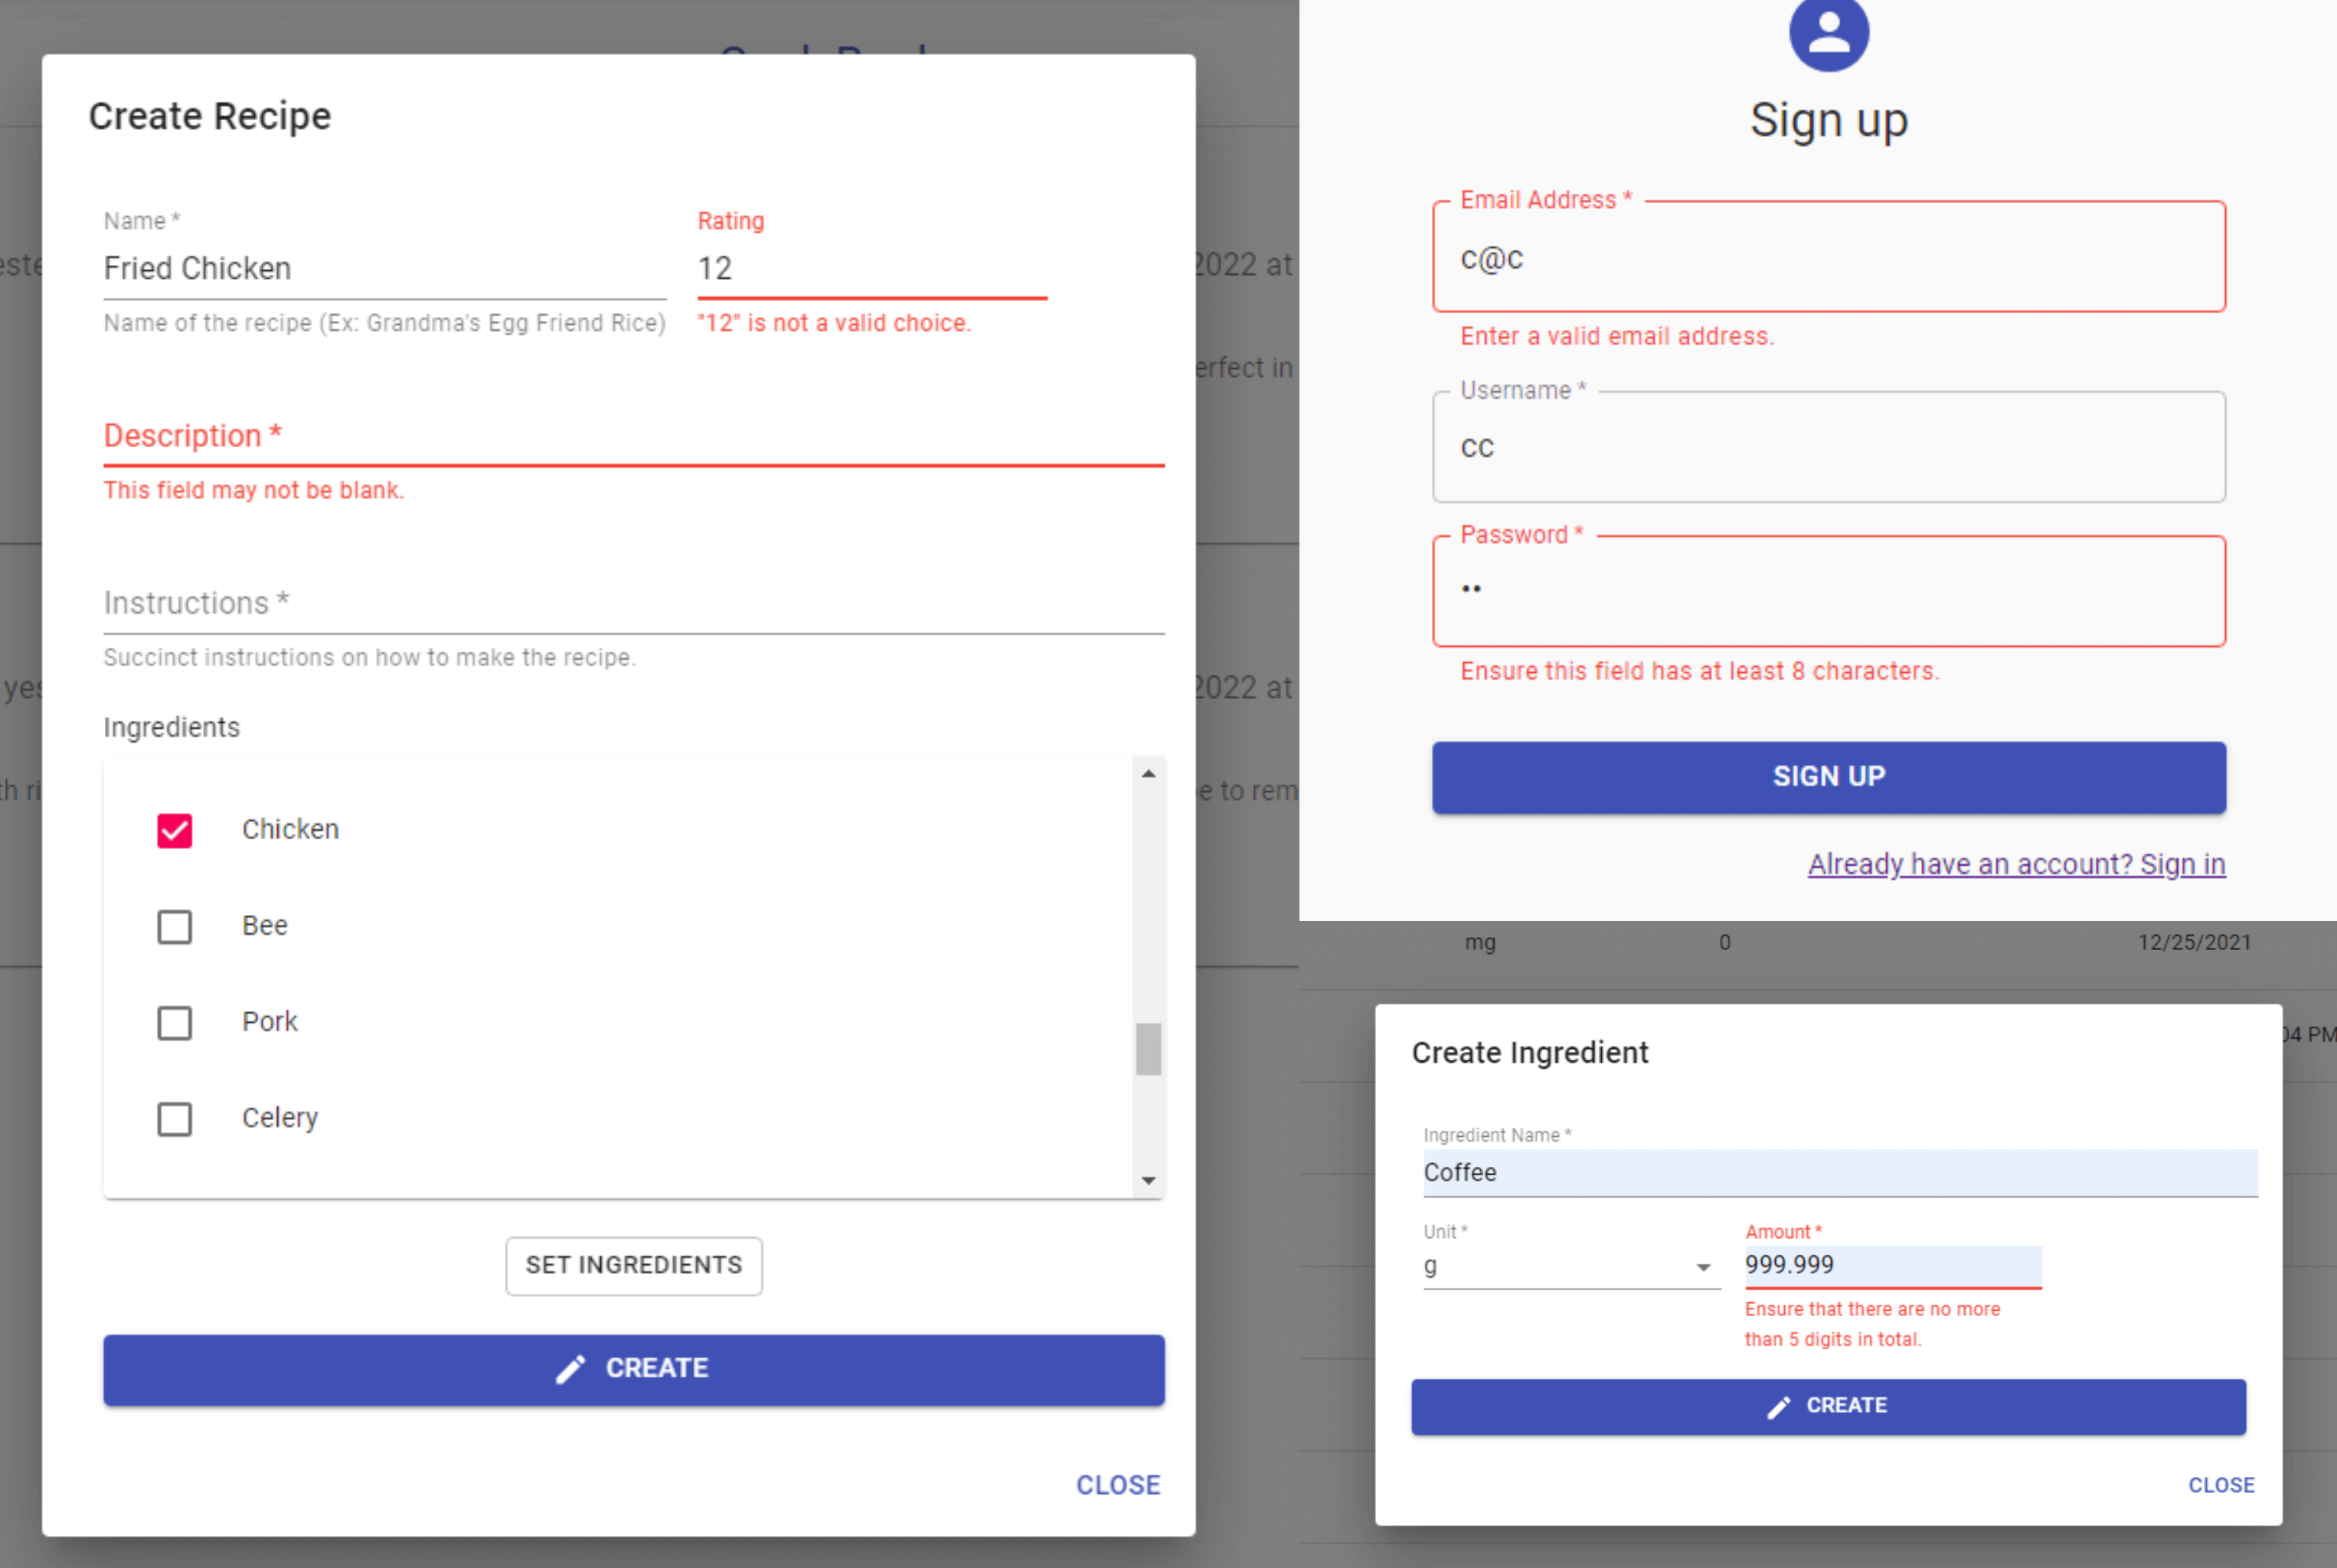 Create Recipe
Name *
Rating
Fried Chicken
12
Name of the recipe (Ex: Grandma's Egg Friend Rice)
"12" is not a valid choice.
Description *
This field may not be blank.
Instructions *
Succinct instructions on how to make the recipe.
Ingredients
Chicken
Bee
Pork
Celery
SET INGREDIENTS
CREATE
CLOSE
2022 at
erfect in
2022 at
to rem
yes
Sign up
Email Address *
c@c
Enter a valid email address.
Username *
cc
Password *
••
Ensure this field has at least 8 characters.
SIGN UP
Already have an account? Sign in
mg 0 12/25/2021
04 PM
Create Ingredient
Ingredient Name *
Coffee
Unit *
Amount *
g
999.999
Ensure that there are no more
than 5 digits in total.
CREATE
CLOSE